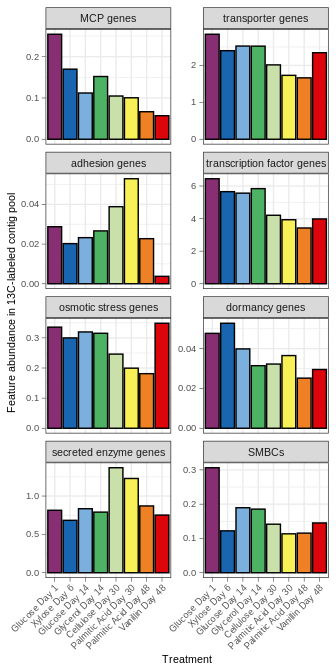 MCP genes
transporter genes
0.2
0.1
0.0
2
1
0
adhesion genes
transcription factor genes
0.04
0.02
0.00
6
4
2
0
osmotic stress genes
dormancy genes
0.3
0.2
0.1
0.0
0.04
0.02
0.00
secreted enzyme genes
SMBCs
1.0
0.5
0.0
0.3
0.2
0.1
0.0
Feature abundance in 13C-labeled contig pool
Glucose Day 1
Xylose Day 6
Glucose Day 14
Glycerol Day 14
Cellulose Day 30
Palmitic Acid Day 30
Palmitic Acid Day 48
Vanillin Day 48
Glucose Day 1
Xylose Day 6
Glucose Day 14
Glycerol Day 14
Cellulose Day 30
Palmitic Acid Day 30
Palmitic Acid Day 48
Vanillin Day 48
Treatment